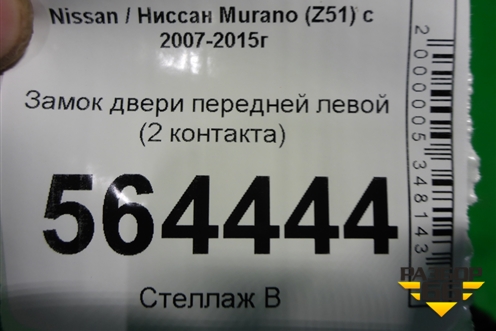 Nissan / Ниссан Murano (Z51) с
2007-2015г
Замок двери передней левой
(2 контакта)
564444
Стеллаж В
2000005348143